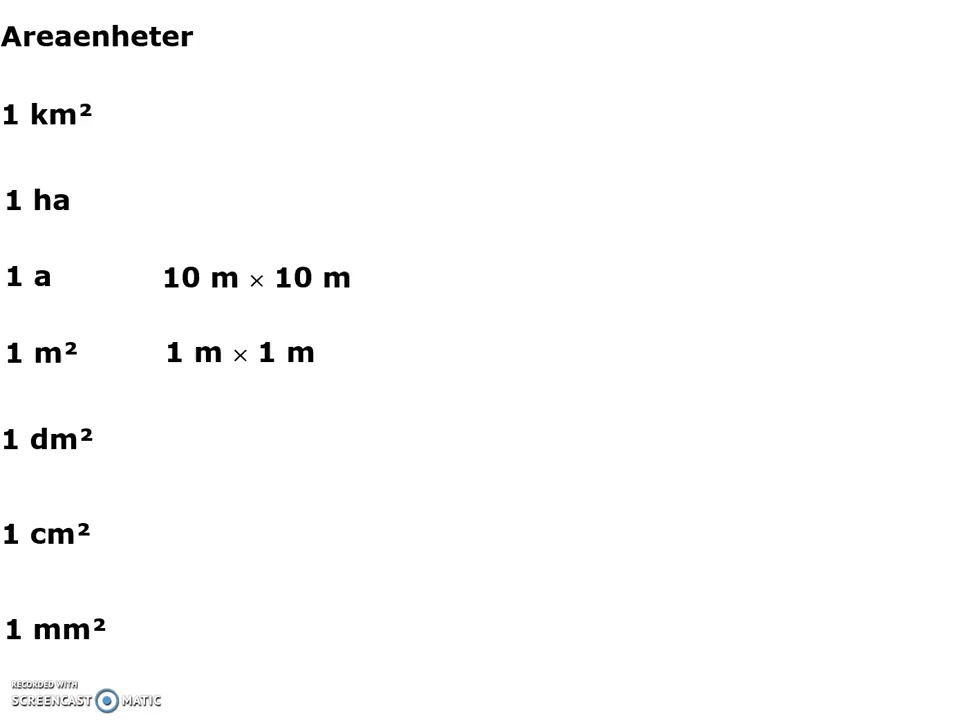 Areaenheter
1 km²
1 ha
1 a 10 m × 10 m
1 m² 1 m × 1 m
1 dm²
1 cm²
1 mm²
RECORDED WITH
SCREENCAST MATIC